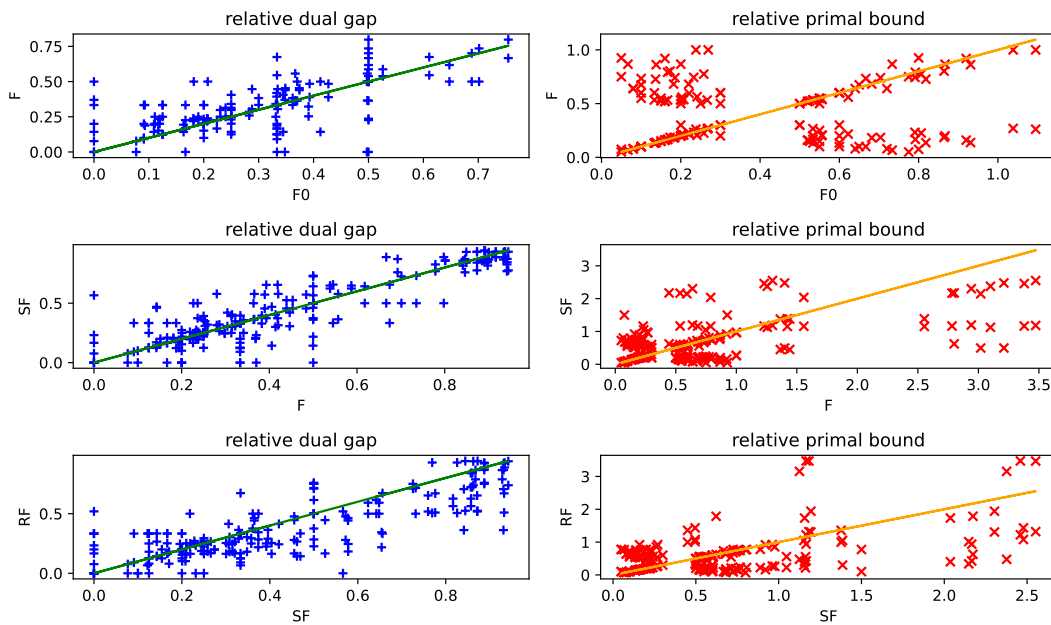 relative dual gap
0.75
0.50
0.25
0.00
F
0.0 0.1 0.2 0.3 0.4 0.5 0.6 0.7
F0
relative primal bound
1.0
0.5
0.0
F
0.2 0.4 0.6 0.8 1.0
F0
relative dual gap
0.5
0.0
SF
0.0 0.2 0.4 0.6 0.8
F
relative primal bound
3
2
1
0
SF
0.0 0.5 1.0 1.5 2.0 2.5 3.0 3.5
F
relative dual gap
0.5
0.0
RF
0.0 0.2 0.4 0.6 0.8
SF
relative primal bound
3
2
1
0
RF
0.0 0.5 1.0 1.5 2.0 2.5
SF